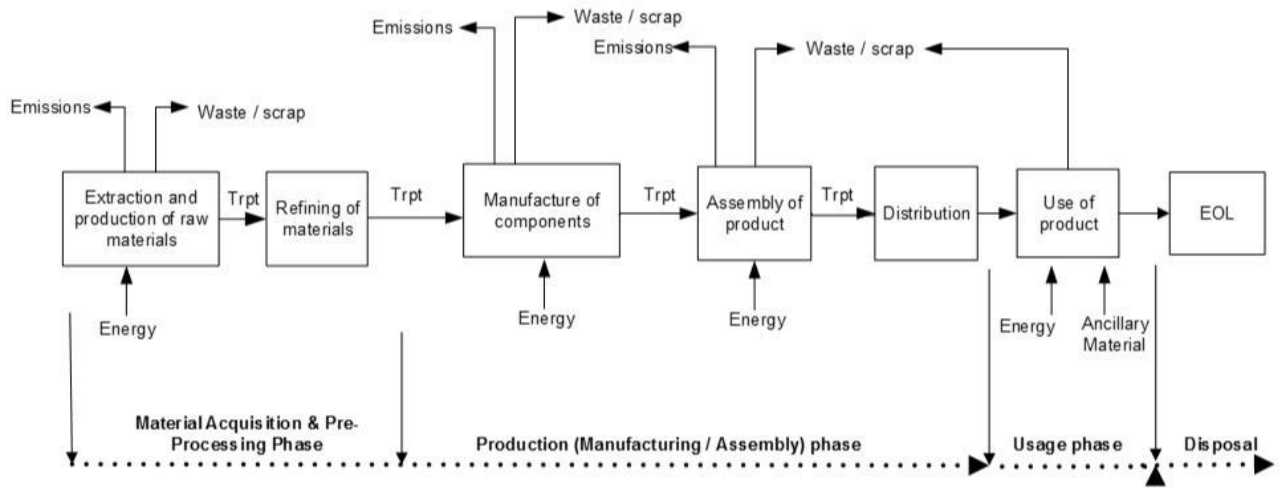 Emissions
Waste / scrap
Emissions
Waste / scrap
Emissions
Waste / scrap
Extraction and
production of raw
materials
Trpt
Refining of
materials
Trpt
Manufacture of
components
Trpt
Assembly of
product
Trpt
Distribution
Use of
product
EOL
Energy
Energy
Energy
Energy
Ancillary
Material
Material Acquisition & Pre-
Processing Phase
Production (Manufacturing / Assembly) phase
Usage phase
Disposal